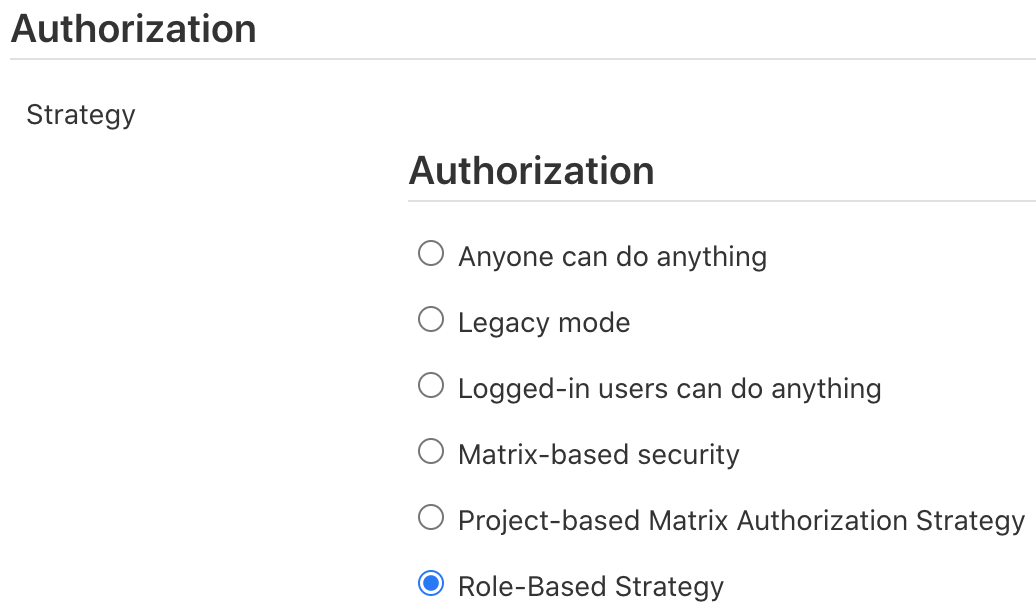 Authorization
Strategy
Authorization
Anyone can do anything
Legacy mode
Logged-in users can do anything
Matrix-based security
Project-based Matrix Authorization Strategy
Role-Based Strategy